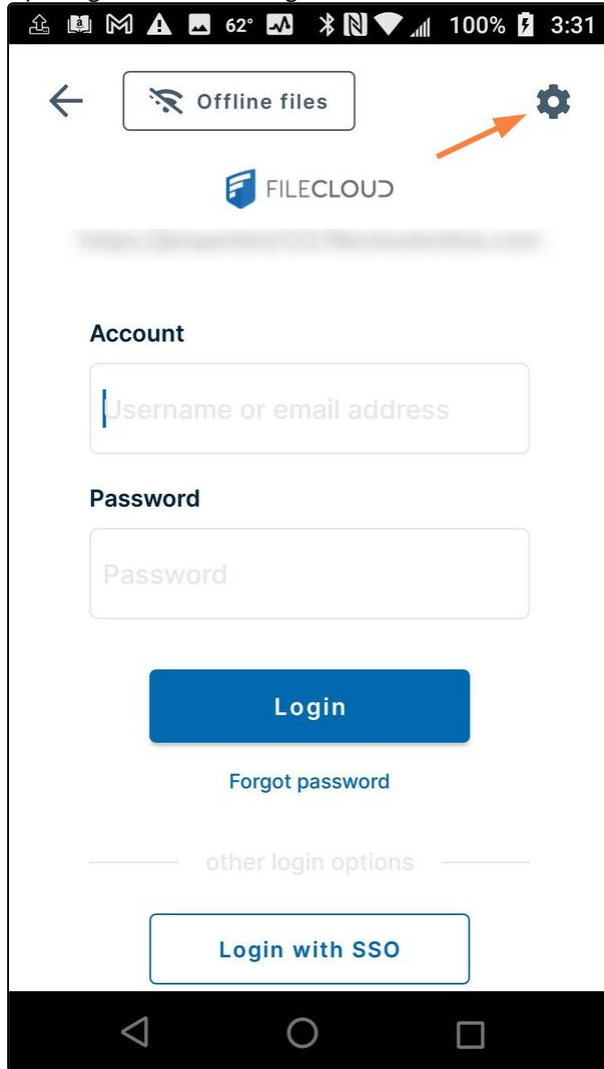 62° 100% 3:31
Offline files
FILECLOUD
Account
Username or email address
Password
Password
Login
Forgot password
other login options
Login with SSO